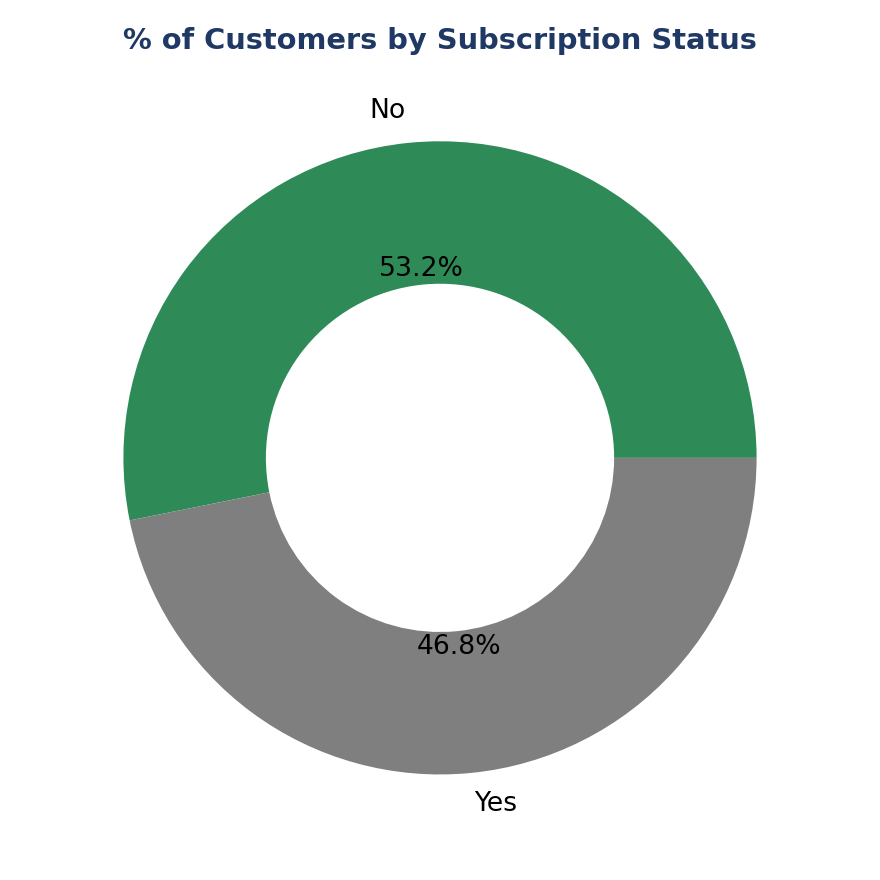 % of Customers by Subscription Status
No
53.2%
46.8%
Yes